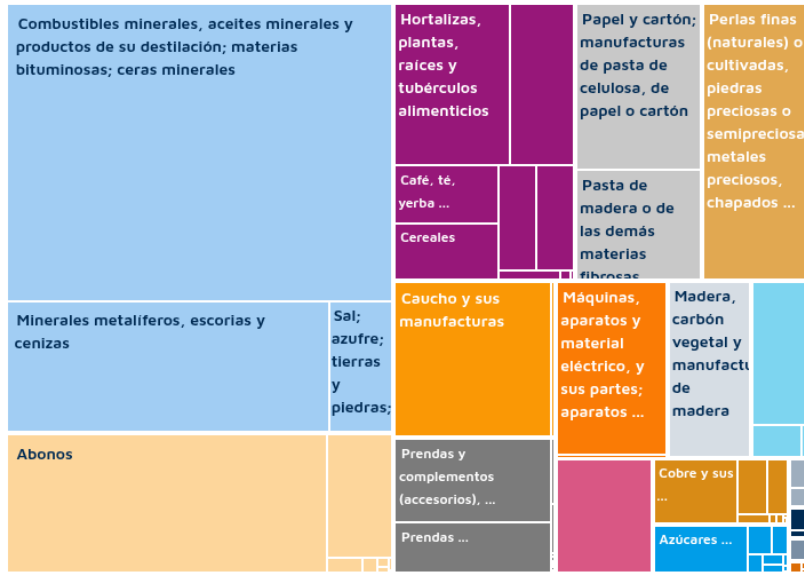 Combustibles minerales, aceites minerales y
productos de su destilación; materias
bituminosas; ceras minerales
Minerales metalíferos, escorias y
cenizas
Sal;
azufre;
tierras
y
piedras;
Abonos
Hortalizas,
plantas,
raíces y
tubérculos
alimenticios
Café, té,
yerba ...
Cereales
Papel y cartón;
manufacturas
de pasta de
celulosa, de
papel o cartón
Pasta de
madera o de
las demás
materias
fibrosas
Perlas finas
(naturales) o
cultivadas,
piedras
preciosas o
semipreciosa
metales
preciosos,
chapados ...
Caucho y sus
manufacturas
Máquinas,
aparatos y
material
eléctrico, y
sus partes;
aparatos ...
Madera,
carbón
vegetal y
manufactu
de
madera
Prendas y
complementos
(accesorios), ...
Prendas ...
Cobre y sus
...
Azúcares ...